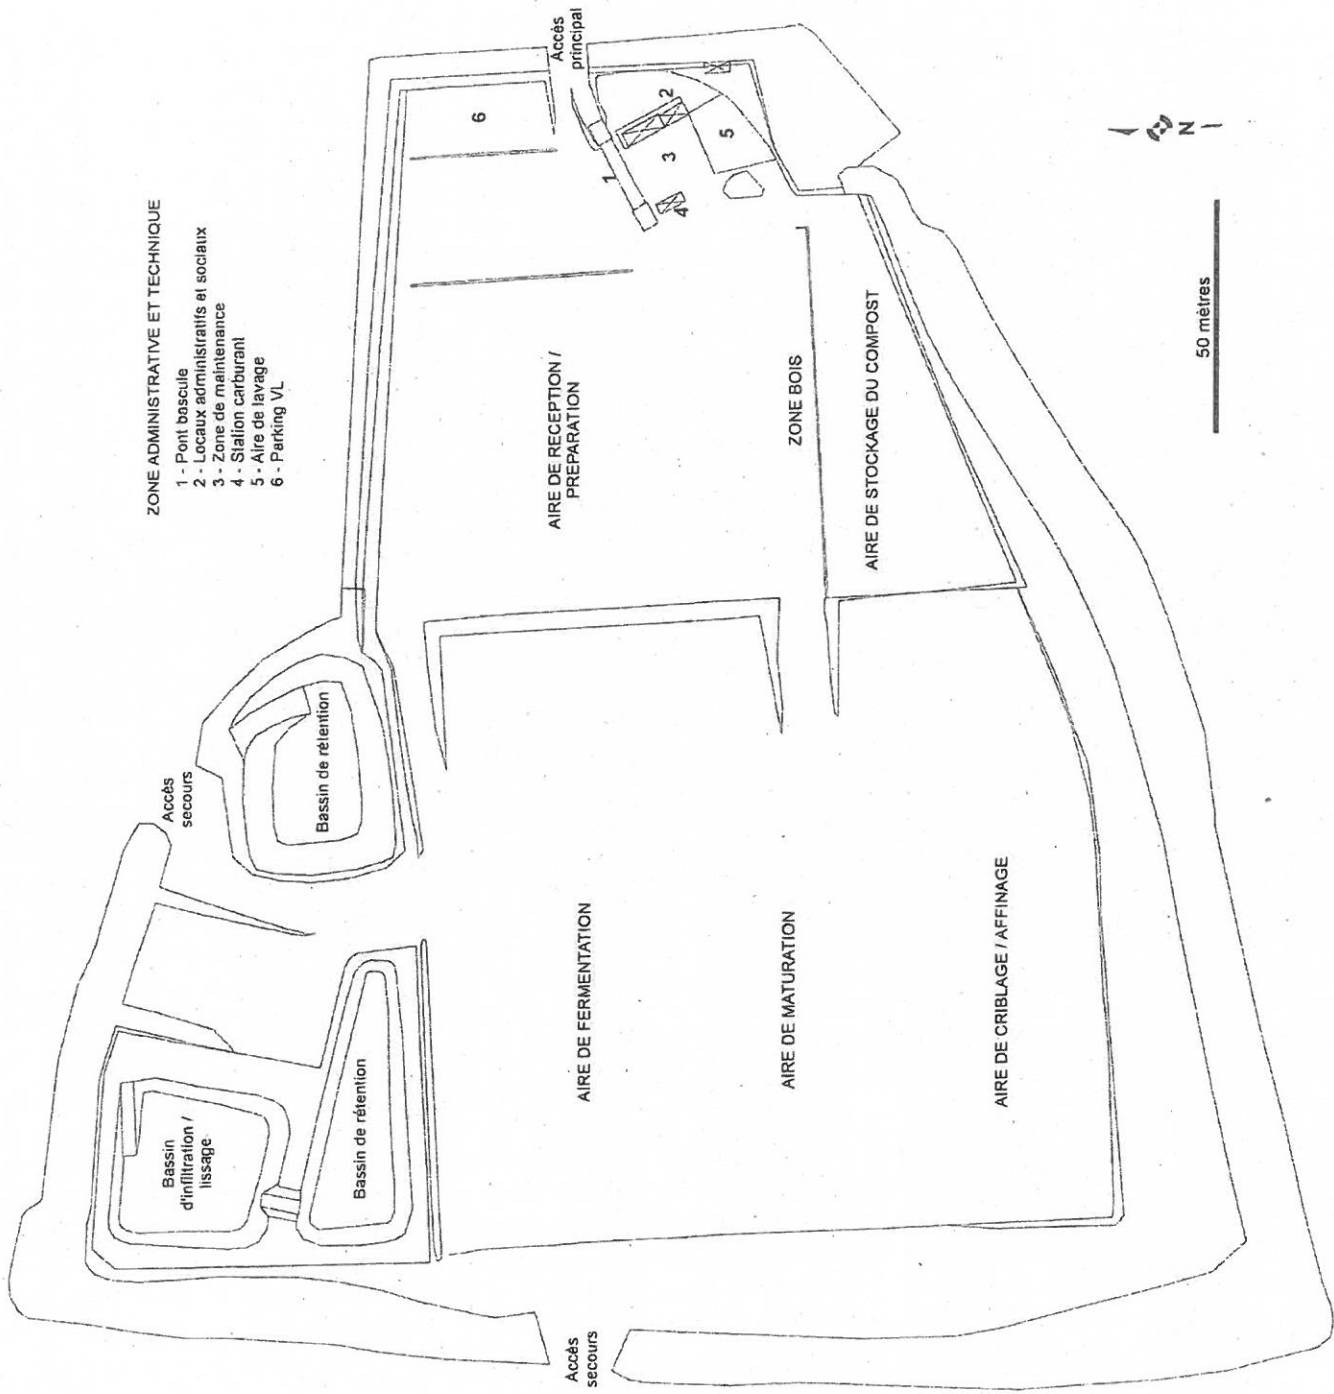 ZONE ADMINISTRATIVE ET TECHNIQUE
1 - Pont bascule
2 - Locaux administratifs et sociaux
3 - Zone de maintenance
4 - Station carburant
5 - Aire de lavage
6 - Parking VL
Accès
principal
6
1
2
3
4
5
AIRE DE RECEPTION /
PREPARATION
ZONE BOIS
AIRE DE STOCKAGE DU COMPOST
Accès
secours
Bassin de rétention
Bassin
d'infiltration /
lissage
Bassin de rétention
AIRE DE FERMENTATION
AIRE DE MATURATION
AIRE DE CRIBLAGE / AFFINAGE
Accès
secours
N
50 mètres